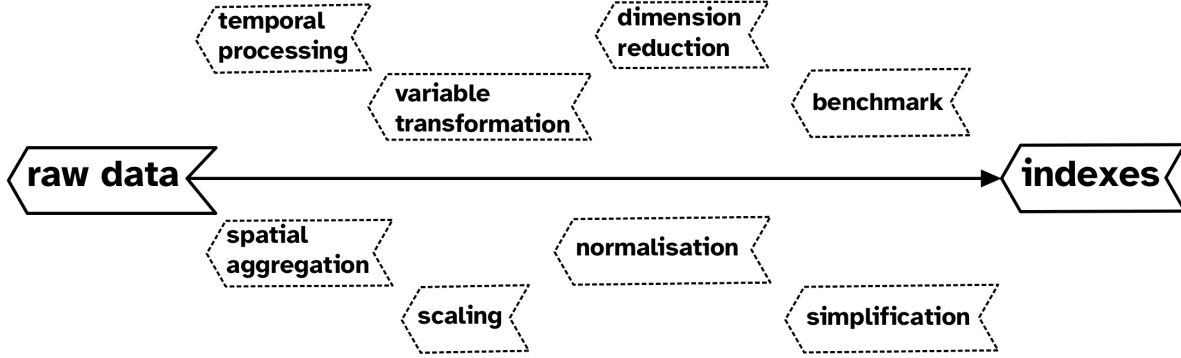 temporal
processing
dimension
reduction
variable
transformation
benchmark
raw data
indexes
spatial
aggregation
normalisation
scaling
simplification